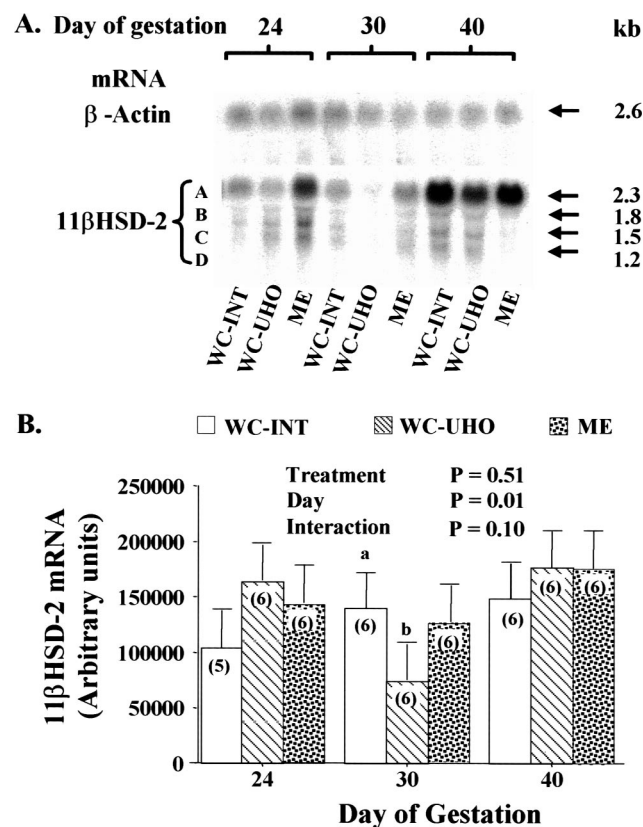 A. Day of gestation 24 30 40 kb
mRNA
β -Actin 2.6
A 2.3
B 1.8
11βHSD-2 C 1.5
D 1.2
WC-INT WC-UHO ME WC-INT WC-UHO ME WC-INT WC-UHO ME
B. WC-INT WC-UHO ME
Treatment P = 0.51
Day P = 0.01
Interaction P = 0.10
11βHSD-2 mRNA
(Arbitrary units)
250000
200000
150000
100000
50000
0
a
b
(5) (6) (6) (6) (6) (6) (6) (6) (6)
24 30 40
Day of Gestation